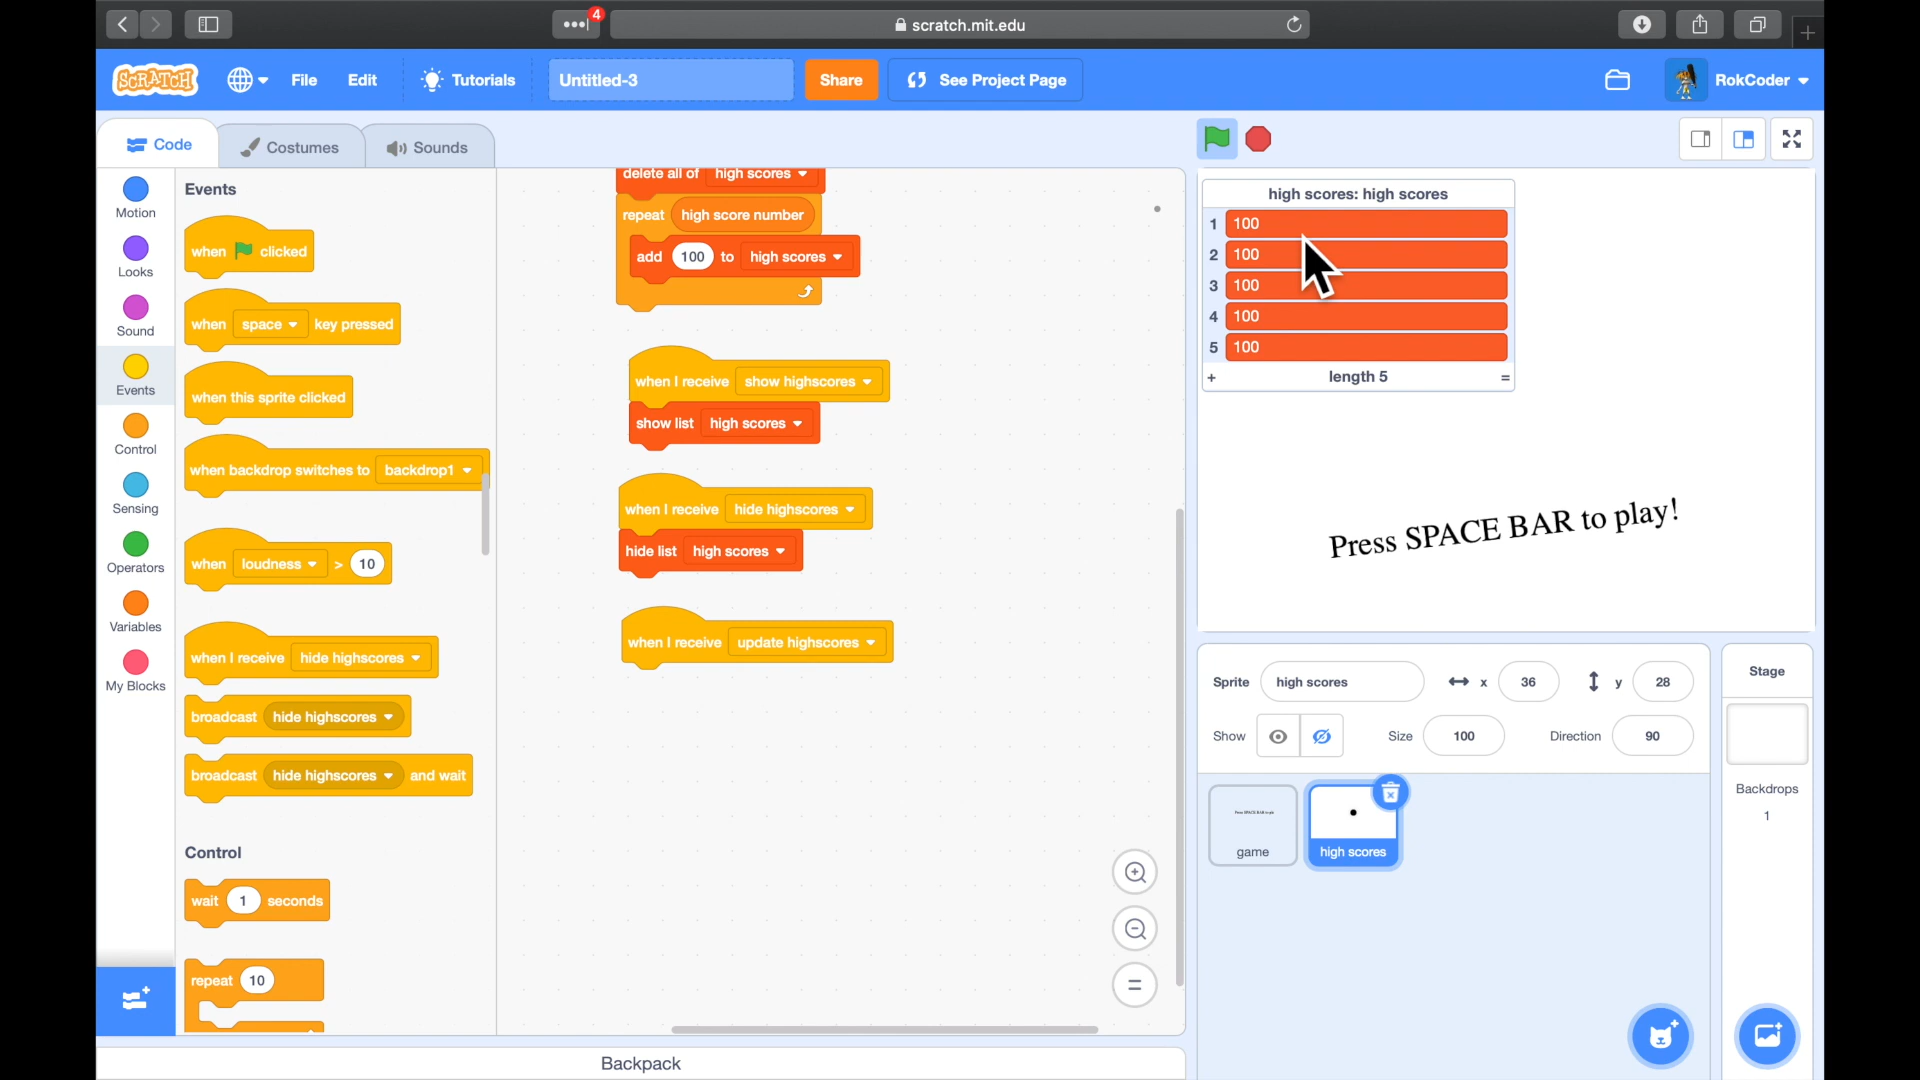 4
scratch.mit.edu
SCRATCH
File
Edit
Tutorials
Untitled-3
Share
See Project Page
RokCoder
Code
Costumes
Sounds
Motion
Looks
Sound
Events
Control
Sensing
Operators
Variables
My Blocks
Events
when clicked
when space key pressed
when this sprite clicked
when backdrop switches to backdrop1
when loudness > 10
when I receive hide highscores
broadcast hide highscores
broadcast hide highscores and wait
Control
wait 1 seconds
repeat 10
delete all of high scores
repeat high score number
add 100 to high scores
when I receive show highscores
show list high scores
when I receive hide highscores
hide list high scores
when I receive update highscores
Backpack
high scores: high scores
1 100
2 100
3 100
4 100
5 100
+ length 5 =
Press SPACE BAR to play!
Sprite high scores x 36 y 28
Show Size 100 Direction 90
Press SPACE BAR to pla
game
high scores
Stage
Backdrops
1